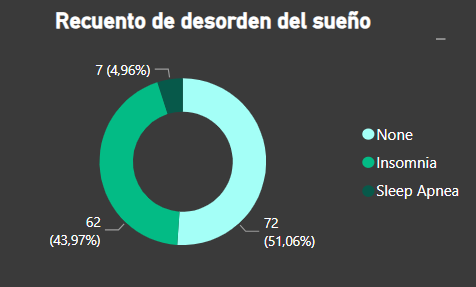 Recuento de desorden del sueño
7 (4,96%)
None
Insomnia
Sleep Apnea
62
(43,97%)
72
(51,06%)